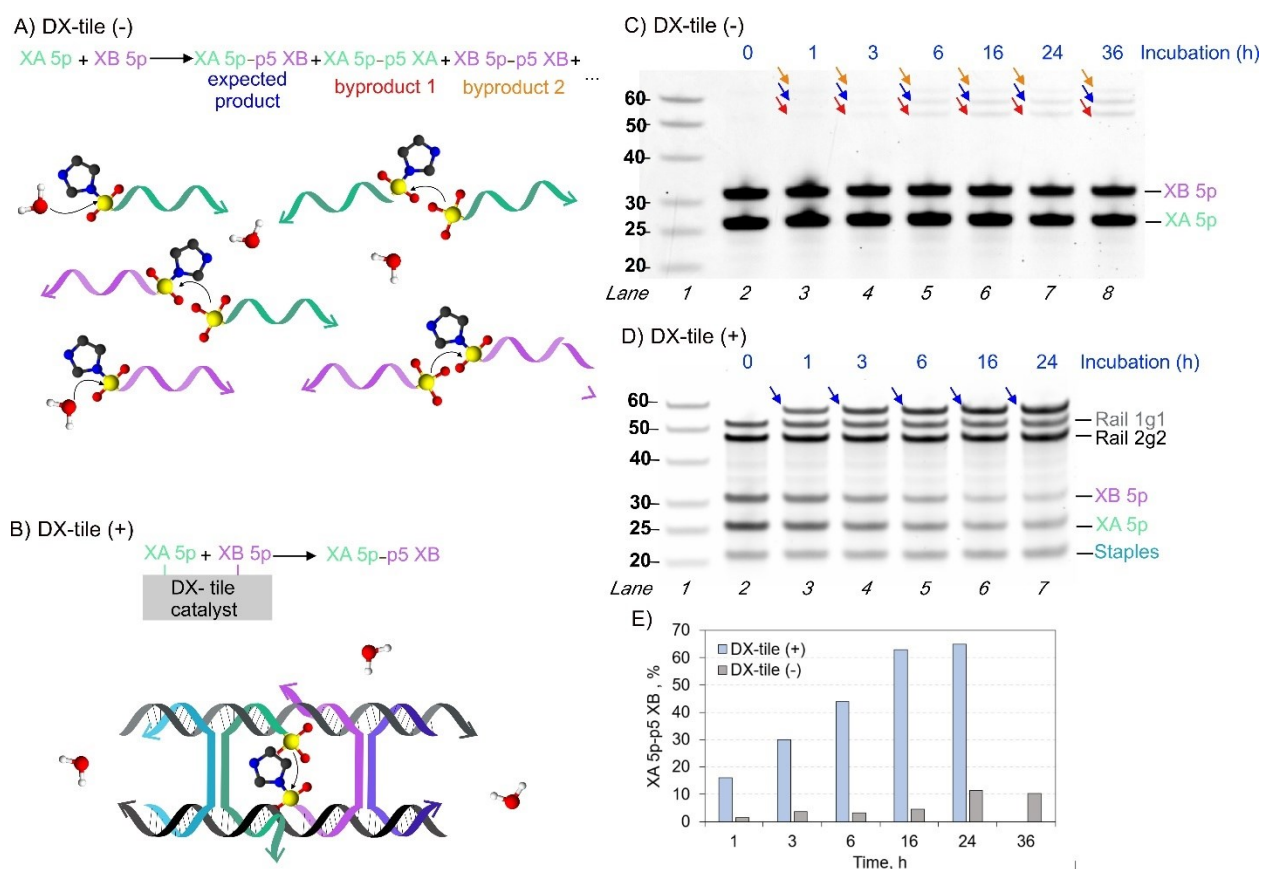 A) DX-tile (-)
XA 5p + XB 5p XA 5p-p5 XB+XA 5p-p5 XA+XB 5p-p5 XB+
...
expected product
byproduct 1
byproduct 2
B) DX-tile (+)
XA 5p + XB 5p XA 5p-p5 XB
DX- tile
catalyst
C) DX-tile (-)
0 1 3 6 16 24 36 Incubation (h)
60-
50-
40-
30-
25-
20-
XB 5p
XA 5p
Lane 1 2 3 4 5 6 7 8
D) DX-tile (+)
0 1 3 6 16 24 Incubation (h)
60-
50-
40-
30-
25-
20-
Rail 1g1
Rail 2g2
XB 5p
XA 5p
Staples
Lane 1 2 3 4 5 6 7
E)
XA 5p-p5 XB , %
70
60
50
40
30
20
10
0
DX-tile (+)
DX-tile (-)
1 3 6 16 24 36
Time, h